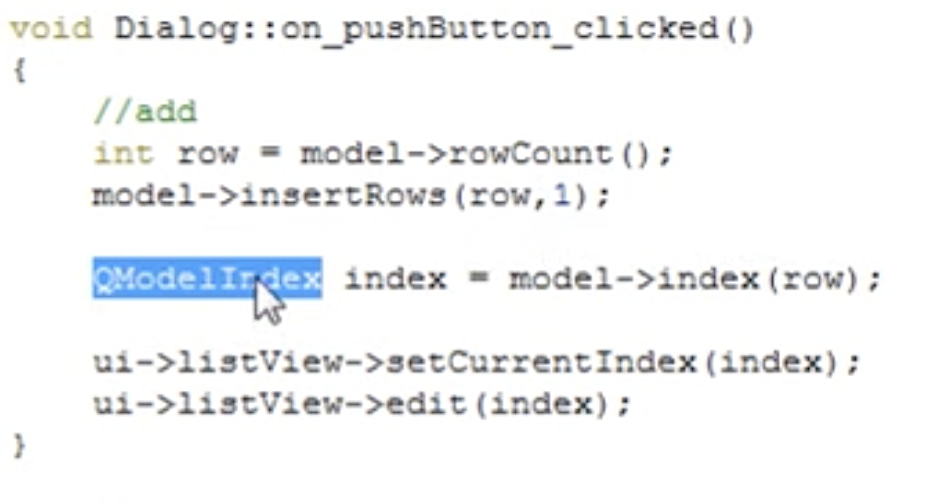 void Dialog::on_pushButton_clicked()
{
    //add
    int row = model->rowCount();
    model->insertRows(row,1);

    QModelIndex index = model->index(row);

    ui->listView->setCurrentIndex(index);
    ui->listView->edit(index);
}